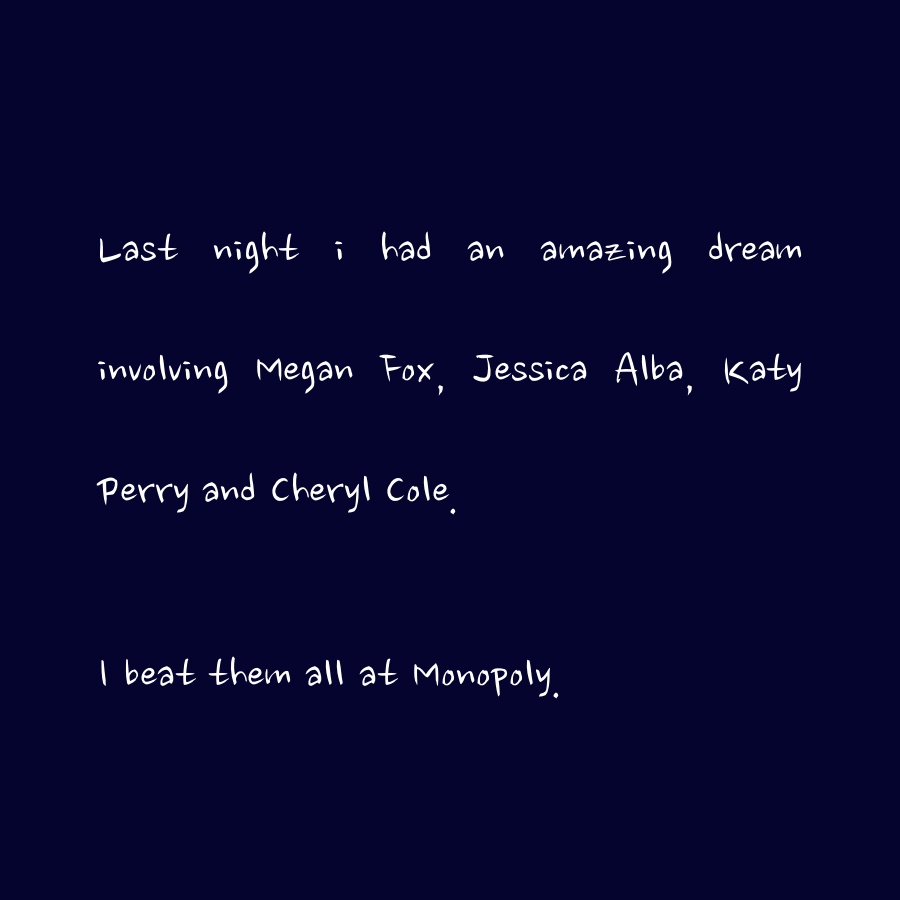 Last night i had an amazing dream
involving Megan Fox, Jessica Alba, Katy
Perry and Cheryl Cole.
I beat them all at Monopoly.